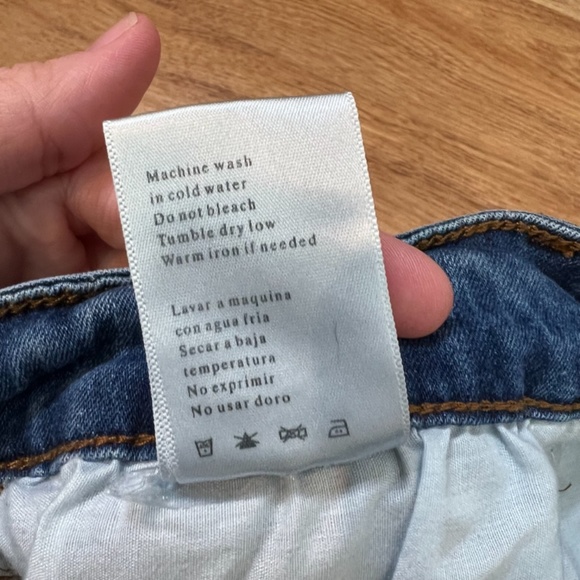 Machine wash
in cold water
Do not bleach
Tumble dry low
Warm iron if needed
Lavar a maquina
con agua fria
Secar a baja
temperatura
No exprimir
No usar doro